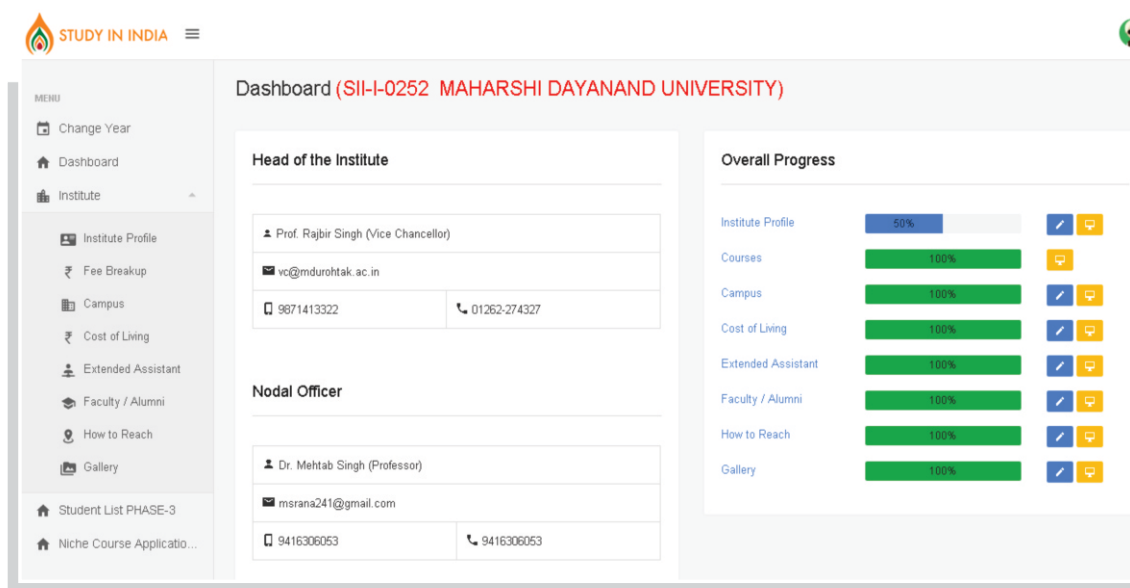 STUDY IN INDIA
Dashboard (SII-I-0252 MAHARSHI DAYANAND UNIVERSITY)
MENU
Change Year
Dashboard
Institute
Institute Profile
₹ Fee Breakup
Campus
₹ Cost of Living
Extended Assistant
Faculty / Alumni
How to Reach
Gallery
Student List PHASE-3
Niche Course Applicatio...
Head of the Institute
Prof. Rajbir Singh (Vice Chancellor)
vc@mdurohtak.ac.in
9871413322 01262-274327
Nodal Officer
Dr. Mehtab Singh (Professor)
msrana241@gmail.com
9416306053 9416306053
Overall Progress
Institute Profile 50%
Courses 100%
Campus 100%
Cost of Living 100%
Extended Assistant 100%
Faculty / Alumni 100%
How to Reach 100%
Gallery 100%